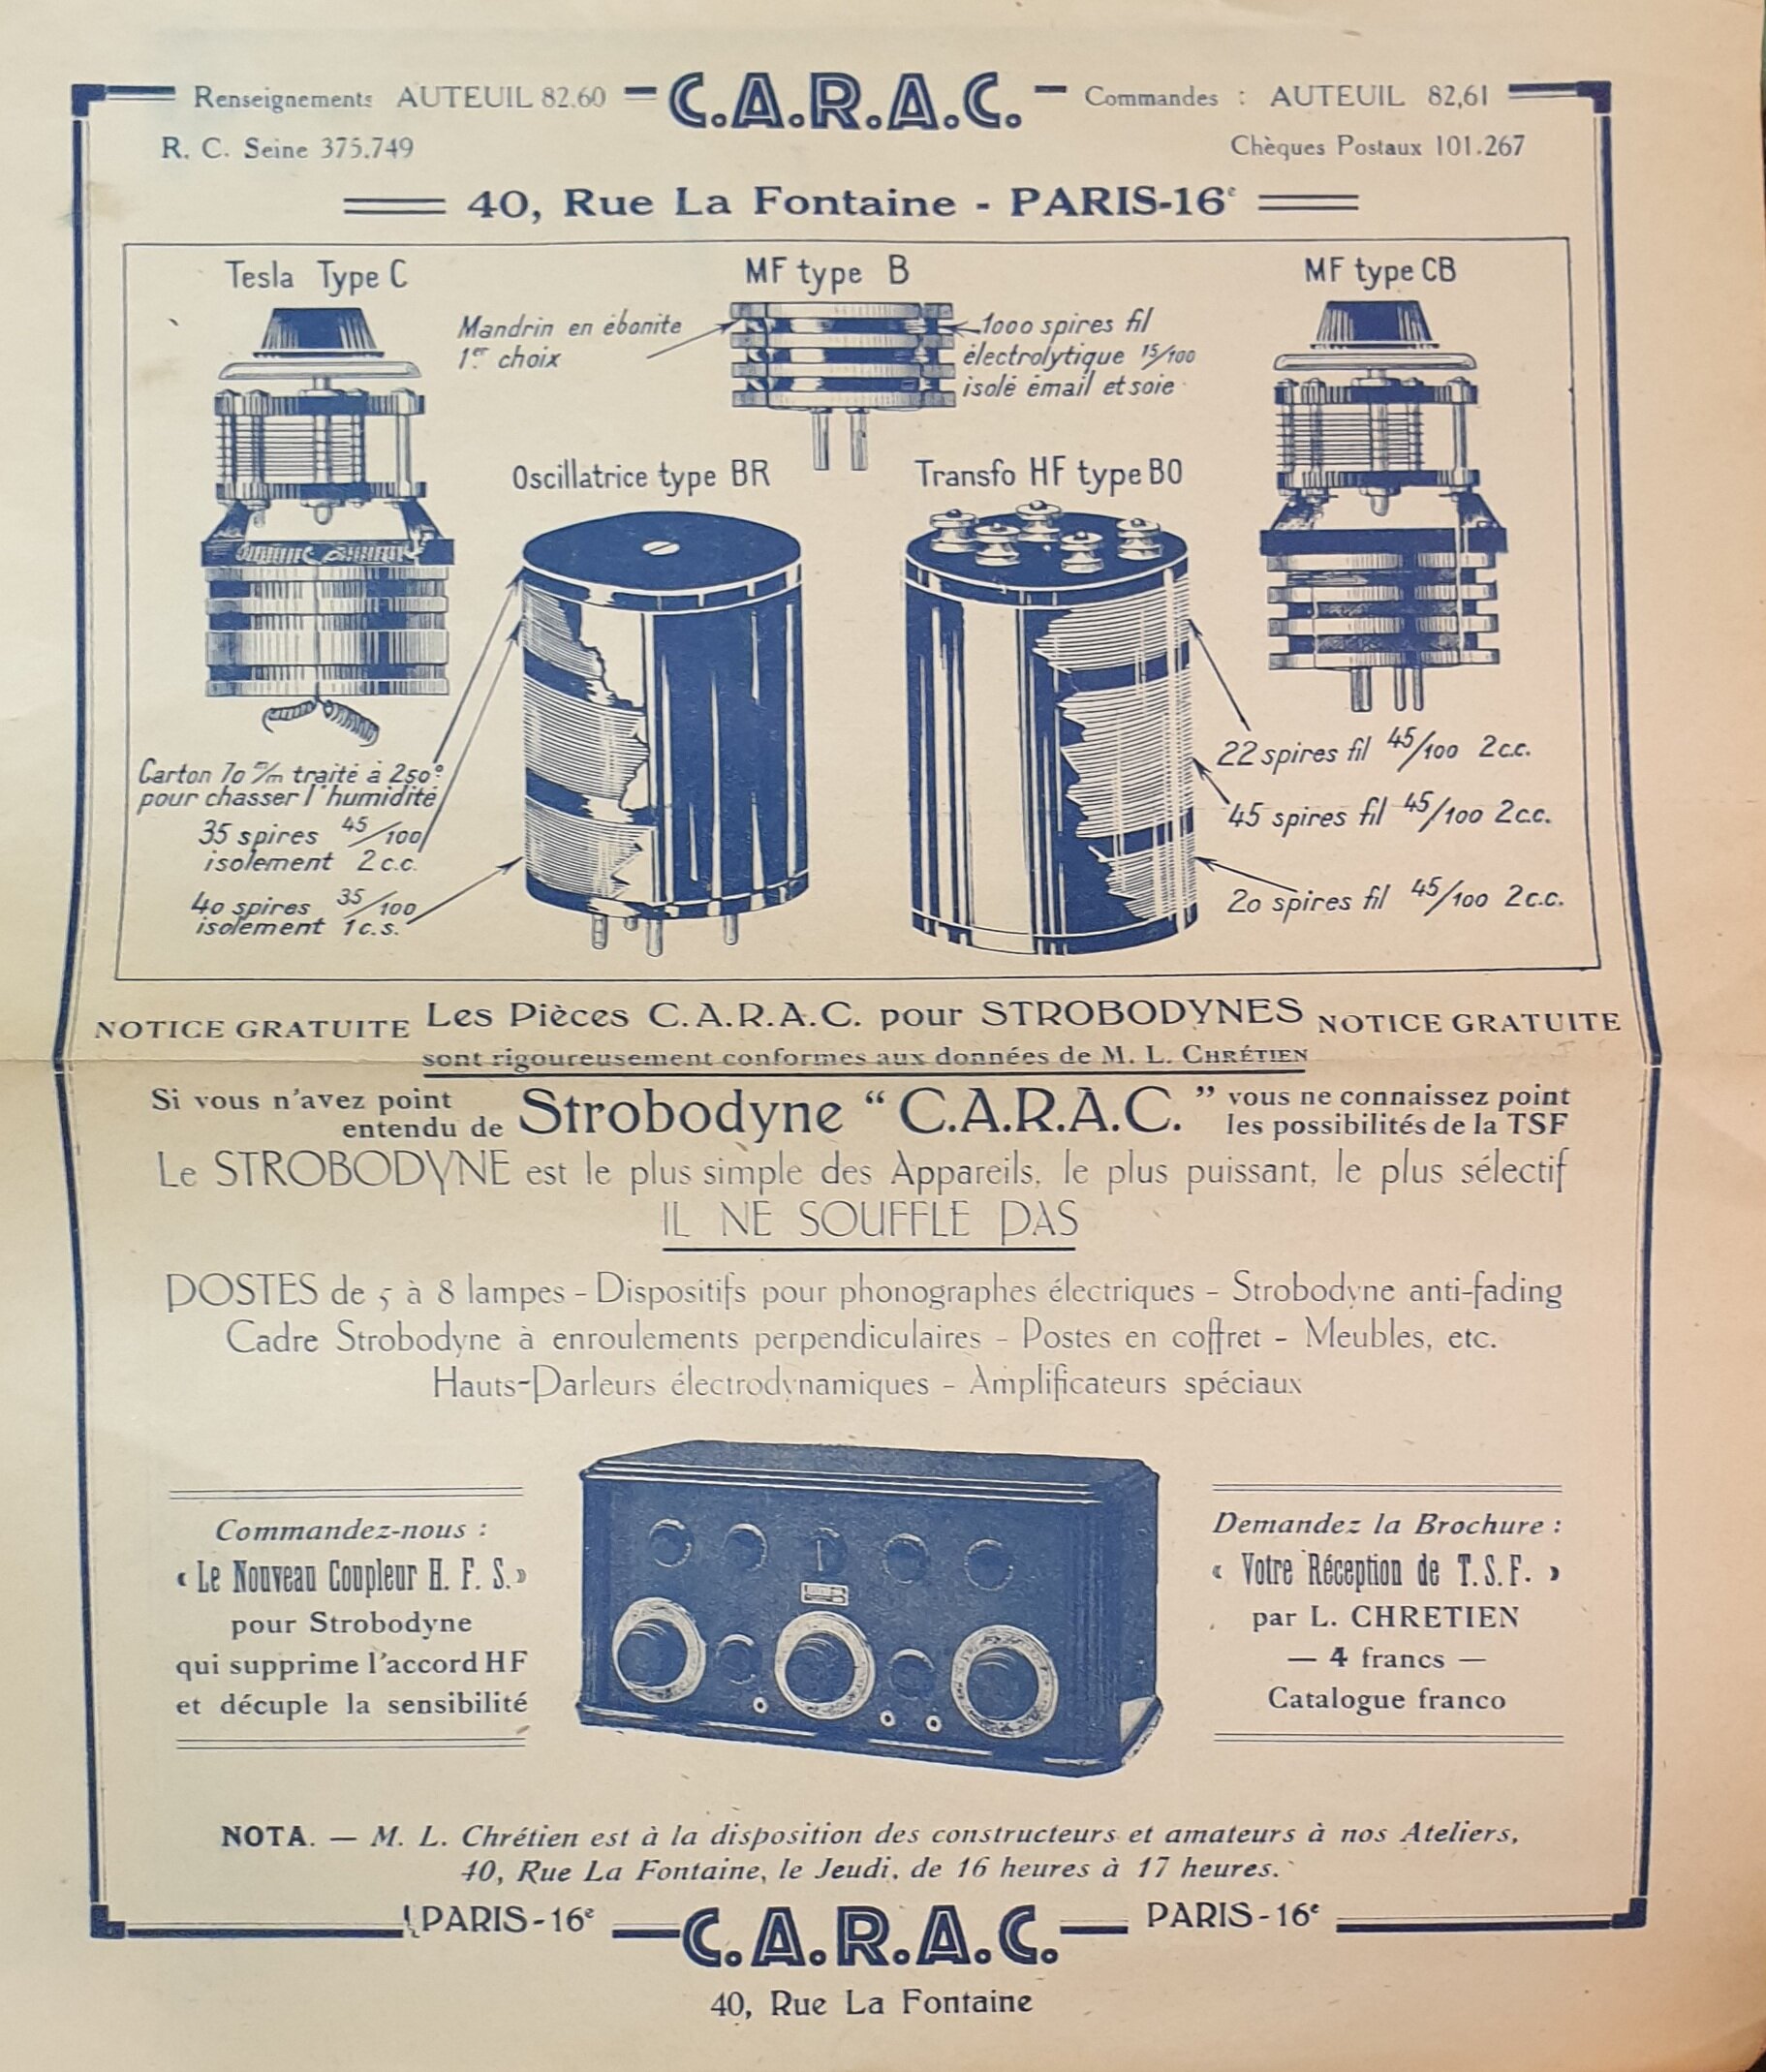 Renseignements AUTEUIL 82.60 C.A.R.A.C. Commandes : AUTEUIL 82,61
R. C. Seine 375.749 Chèques Postaux 101.267
40, Rue La Fontaine - PARIS-16e
Tesla Type C
MF type B
MF type CB
Mandrin en ébonite
1er choix
1000 spires fil
électrolytique 15/100
isolé émail et soie
Oscillatrice type BR
Transfo HF type BO
Carton 70 m/m traité à 250°
pour chasser l'humidité
35 spires 45/100
isolement 2 c.c.
40 spires 35/100
isolement 1 c.s.
22 spires fil 45/100 2 c.c.
45 spires fil 45/100 2 c.c.
20 spires fil 45/100 2 c.c.
NOTICE GRATUITE Les Pièces C.A.R.A.C. pour STROBODYNES NOTICE GRATUITE
sont rigoureusement conformes aux données de M. L. CHRÉTIEN
Si vous n'avez point
entendu de
Strobodyne “C.A.R.A.C.”
vous ne connaissez point
les possibilités de la TSF
Le STROBODYNE est le plus simple des Appareils, le plus puissant, le plus sélectif
IL NE SOUFFLE PAS
POSTES de 5 à 8 lampes - Dispositifs pour phonographes électriques - Strobodyne anti-fading
Cadre Strobodyne à enroulements perpendiculaires - Postes en coffret - Meubles, etc.
Hauts-Parleurs électrodynamiques - Amplificateurs spéciaux
Commandez-nous :
« Le Nouveau Coupleur H. F. S. »
pour Strobodyne
qui supprime l'accord HF
et décuple la sensibilité
Demandez la Brochure :
« Votre Réception de T. S. F. »
par L. CHRETIEN
— 4 francs —
Catalogue franco
NOTA. — M. L. Chrétien est à la disposition des constructeurs et amateurs à nos Ateliers,
40, Rue La Fontaine, le Jeudi, de 16 heures à 17 heures.
PARIS-16e C.A.R.A.C. PARIS-16e
40, Rue La Fontaine